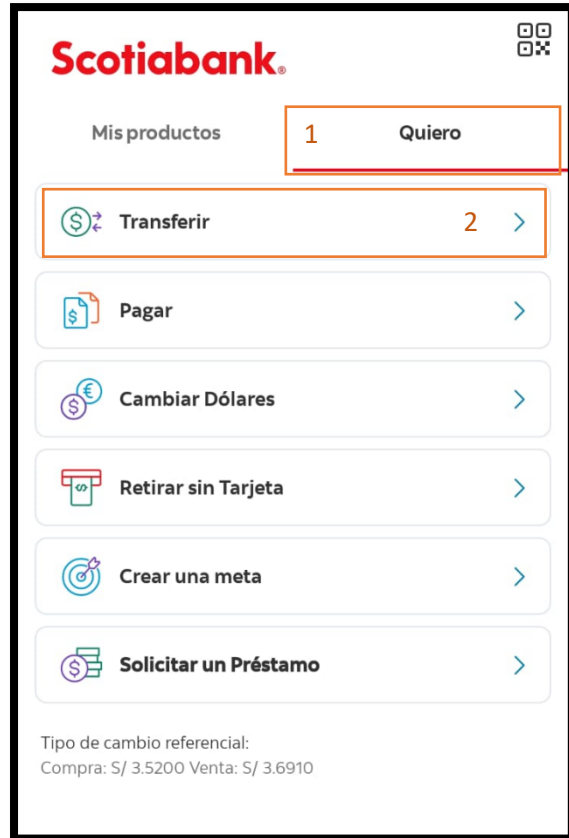 Scotiabank®
Mis productos 1 Quiero
Transferir 2
Pagar
Cambiar Dólares
Retirar sin Tarjeta
Crear una meta
Solicitar un Préstamo
Tipo de cambio referencial:
Compra: S/ 3.5200 Venta: S/ 3.6910